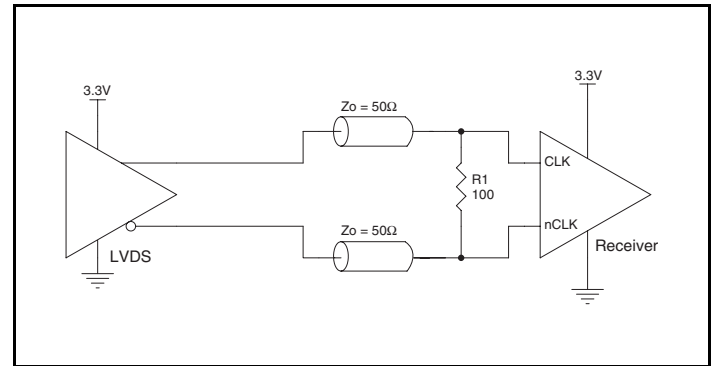 3.3V
3.3V
Zo = 50Ω
CLK
R1
100
nCLK
Zo = 50Ω
Receiver
LVDS